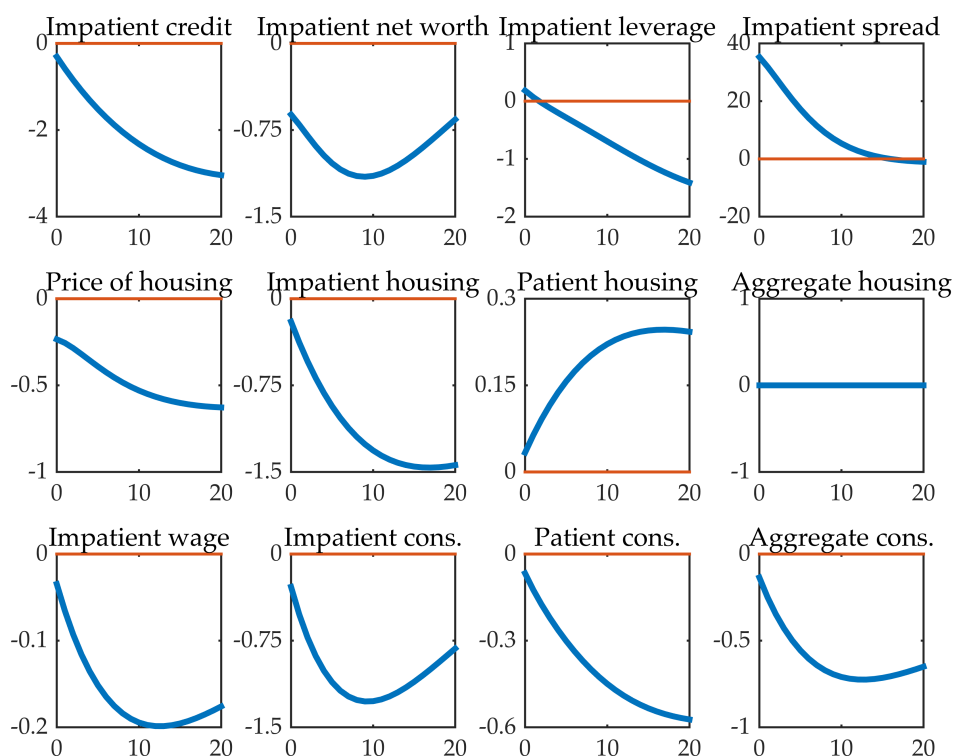 Impatient credit
0
-2
-4
0 10 20
Impatient net worth
0
-0.75
-1.5
0 10 20
Impatient leverage
1
0
-1
-2
0 10 20
Impatient spread
40
20
0
-20
0 10 20
Price of housing
0
-0.5
-1
0 10 20
Impatient housing
0
-0.75
-1.5
0 10 20
Patient housing
0.3
0.15
0
0 10 20
Aggregate housing
1
0
-1
0 10 20
Impatient wage
0
-0.1
-0.2
0 10 20
Impatient cons.
0
-0.75
-1.5
0 10 20
Patient cons.
0
-0.3
-0.6
0 10 20
Aggregate cons.
0
-0.5
-1
0 10 20